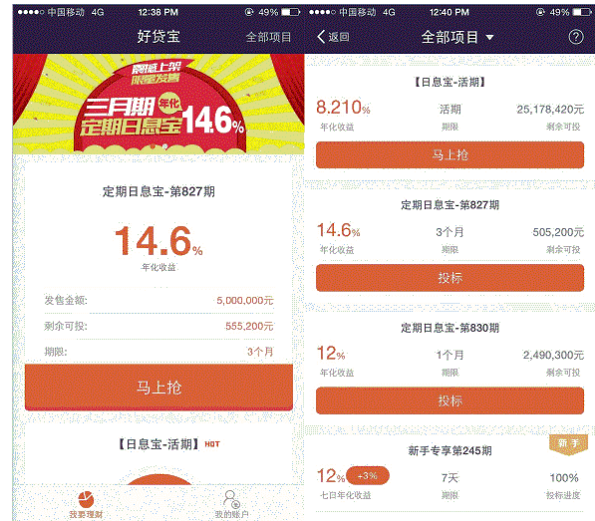 中国移动 4G 12:38 PM 49%
好贷宝 全部项目
新品上架
限量发售
三月期 年化
定期日息宝 14.6%
定期日息宝-第827期
14.6%
年化收益
发售金额: 5,000,000元
剩余可投: 555,200元
期限: 3个月
马上抢
【日息宝-活期】 HOT
我要理财 我的账户
中国移动 4G 12:40 PM 49%
返回 全部项目 ?
【日息宝-活期】
8.210% 活期 25,178,420元
年化收益 期限 剩余可投
马上抢
定期日息宝-第827期
14.6% 3个月 505,200元
年化收益 期限 剩余可投
投标
定期日息宝-第830期
12% 1个月 2,490,300元
年化收益 期限 剩余可投
投标
新手专享第245期 新手
12% +3% 7天 100%
七日年化收益 期限 投标进度